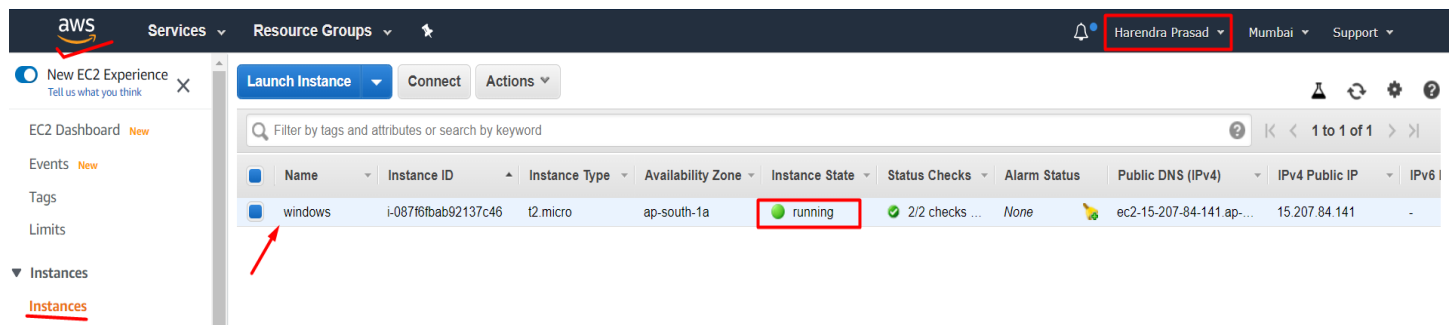 aws Services Resource Groups Harendra Prasad Mumbai Support
New EC2 Experience
Tell us what you think
Launch Instance Connect Actions
EC2 Dashboard New
Filter by tags and attributes or search by keyword 1 to 1 of 1
Events New
Name Instance ID Instance Type Availability Zone Instance State Status Checks Alarm Status Public DNS (IPv4) IPv4 Public IP IPv6
Tags
windows i-087f6fbab92137c46 t2.micro ap-south-1a running 2/2 checks ... None ec2-15-207-84-141.ap-... 15.207.84.141 -
Limits
Instances
Instances